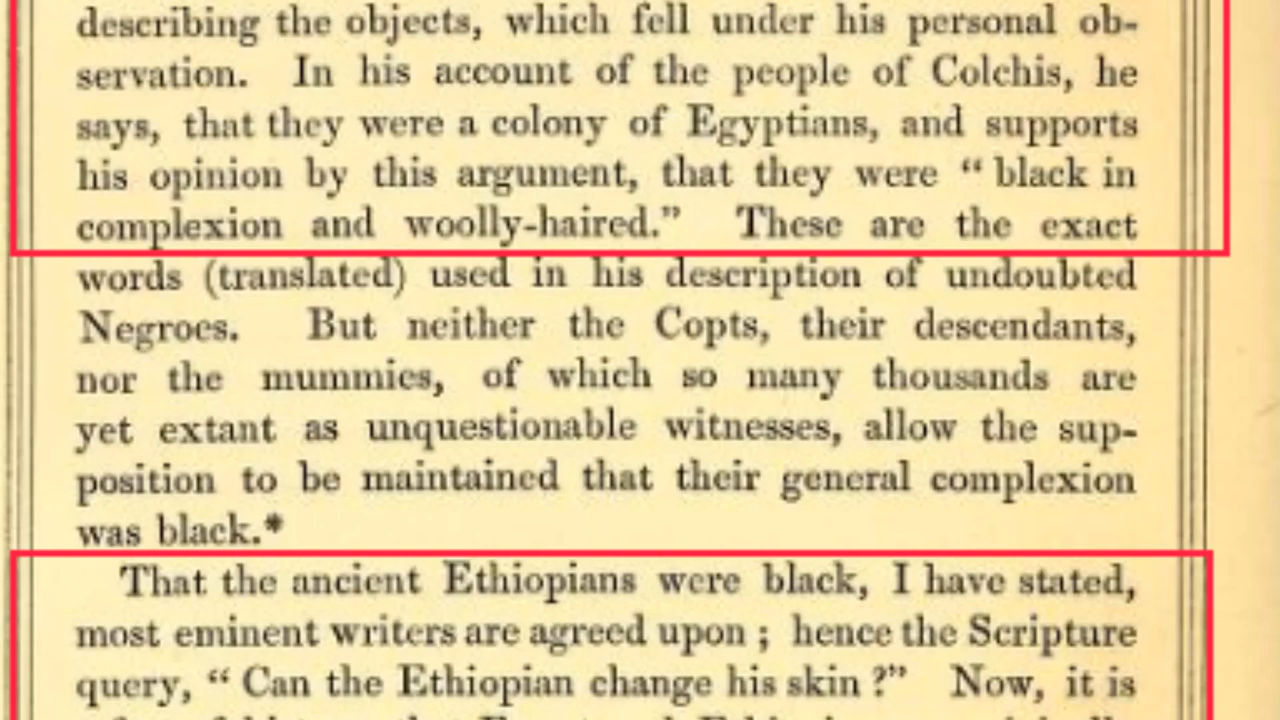 describing the objects, which fell under his personal ob-
servation. In his account of the people of Colchis, he
says, that they were a colony of Egyptians, and supports
his opinion by this argument, that they were “ black in
complexion and woolly-haired.” These are the exact
words (translated) used in his description of undoubted
Negroes. But neither the Copts, their descendants,
nor the mummies, of which so many thousands are
yet extant as unquestionable witnesses, allow the sup-
position to be maintained that their general complexion
was black.*
That the ancient Ethiopians were black, I have stated,
most eminent writers are agreed upon ; hence the Scripture
query, “ Can the Ethiopian change his skin ?” Now, it is